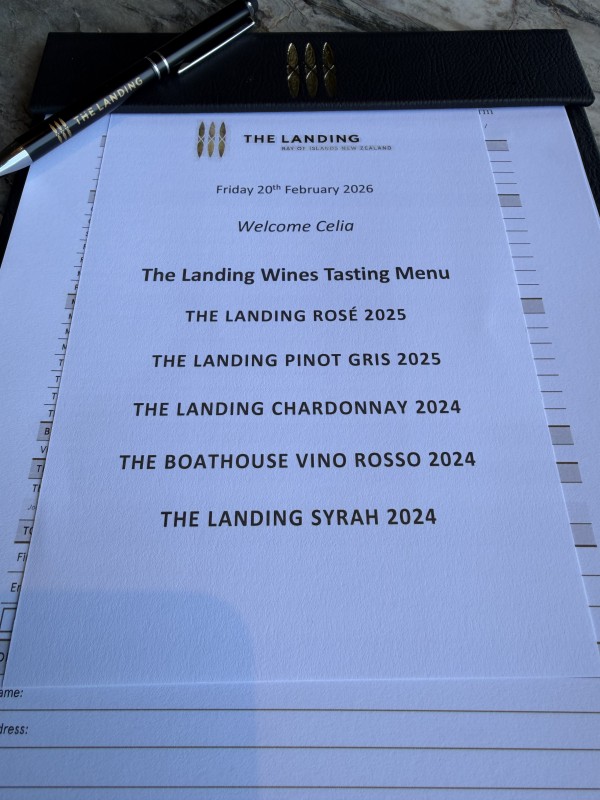 THE LANDING
THE LANDING
BAY OF ISLANDS NEW ZEALAND
Friday 20th February 2026
Welcome Celia
The Landing Wines Tasting Menu
THE LANDING ROSÉ 2025
THE LANDING PINOT GRIS 2025
THE LANDING CHARDONNAY 2024
THE BOATHOUSE VINO ROSSO 2024
THE LANDING SYRAH 2024
ame:
dress: